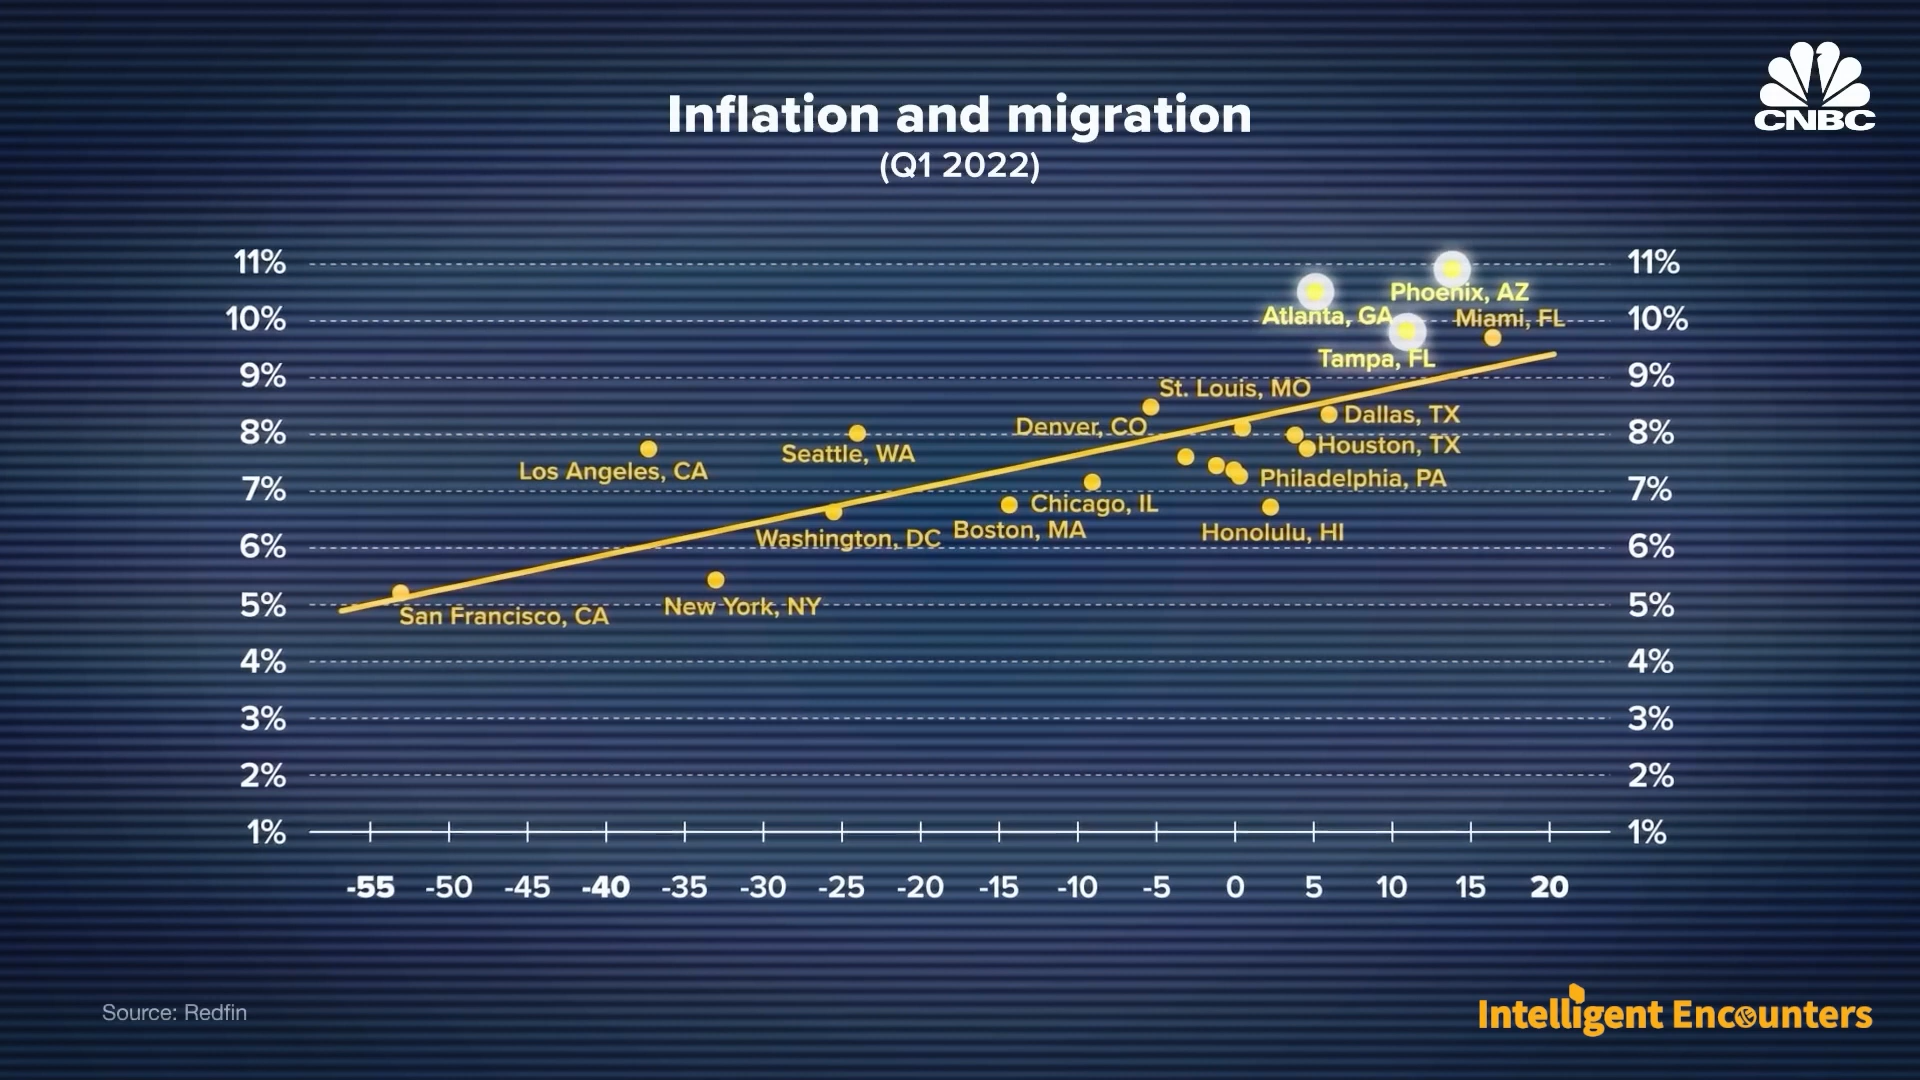 CNBC
Inflation and migration
(Q1 2022)
11% 11%
Phoenix, AZ
Atlanta, GA
10% Miami, FL 10%
Tampa, FL
9% 9%
St. Louis, MO
Dallas, TX
Denver, CO
8% 8%
Houston, TX
Seattle, WA
Los Angeles, CA
Philadelphia, PA
7% 7%
Chicago, IL
Boston, MA
Honolulu, HI
Washington, DC
6% 6%
5% 5%
New York, NY
San Francisco, CA
4% 4%
3% 3%
2% 2%
1% 1%
-55 -50 -45 -40 -35 -30 -25 -20 -15 -10 -5 0 5 10 15 20
Source: Redfin
Intelligent Encounters